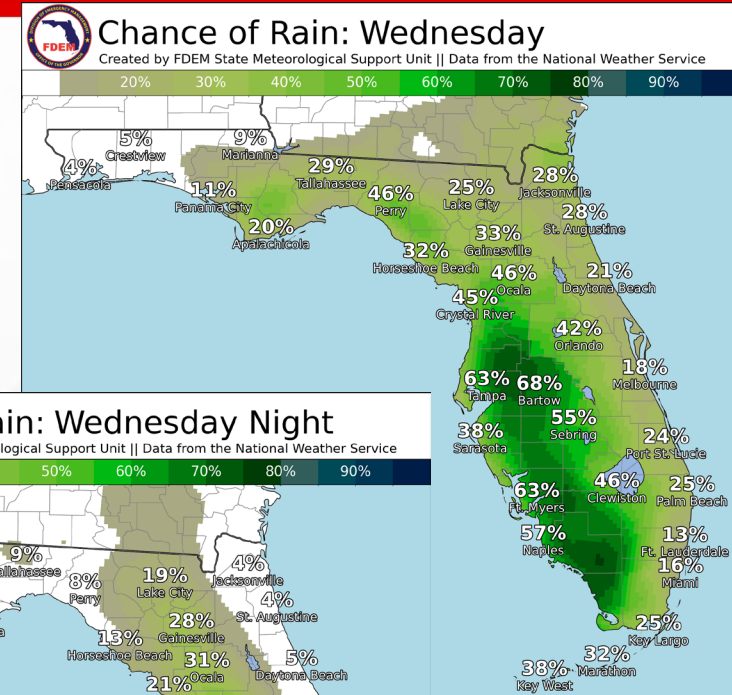 FDEM
Chance of Rain: Wednesday
Created by FDEM State Meteorological Support Unit || Data from the National Weather Service
20% 30% 40% 50% 60% 70% 80% 90%
5%
Crestview
9%
Marianna
4%
Pensacola
29%
Tallahassee
28%
Jacksonville
11%
Panama City
46%
Perry
25%
Lake City
28%
St. Augustine
20%
Apalachicola
33%
Gainesville
32%
Horseshoe Beach
46%
Ocala
21%
Daytona Beach
45%
Crystal River
42%
Orlando
18%
Melbourne
63%
Tampa
68%
Bartow
55%
Sebring
38%
Sarasota
24%
Port St. Lucie
46%
Clewiston
25%
Palm Beach
63%
Ft. Myers
57%
Naples
13%
Ft. Lauderdale
16%
Miami
25%
Key Largo
32%
Marathon
38%
Key West
ain: Wednesday Night
ological Support Unit || Data from the National Weather Service
50% 60% 70% 80% 90%
9%
allahassee
8%
Perry
19%
Lake City
4%
Jacksonville
4%
St. Augustine
28%
Gainesville
13%
Horseshoe Beach
31%
Ocala
5%
Daytona Beach
21%
a